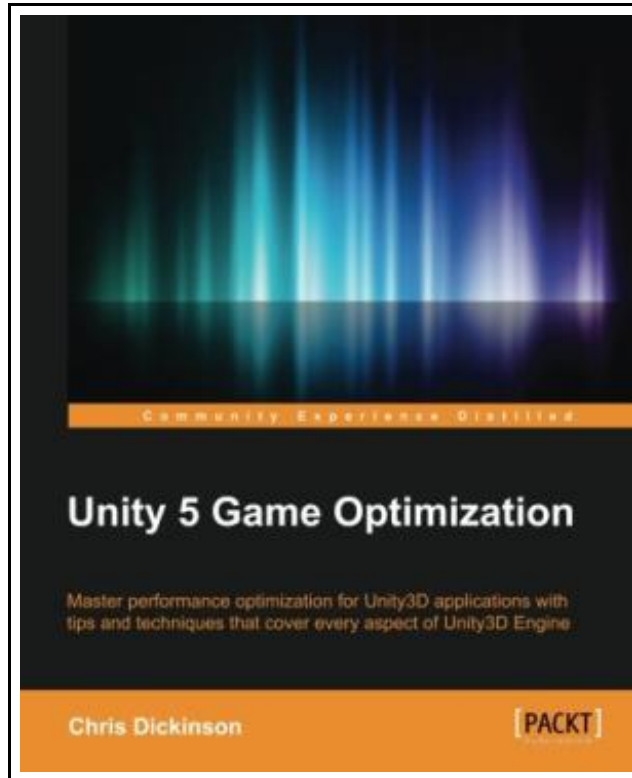 Community Experience Distilled
Unity 5 Game Optimization
Master performance optimization for Unity3D applications with
tips and techniques that cover every aspect of Unity3D Engine
Chris Dickinson
[PACKT]